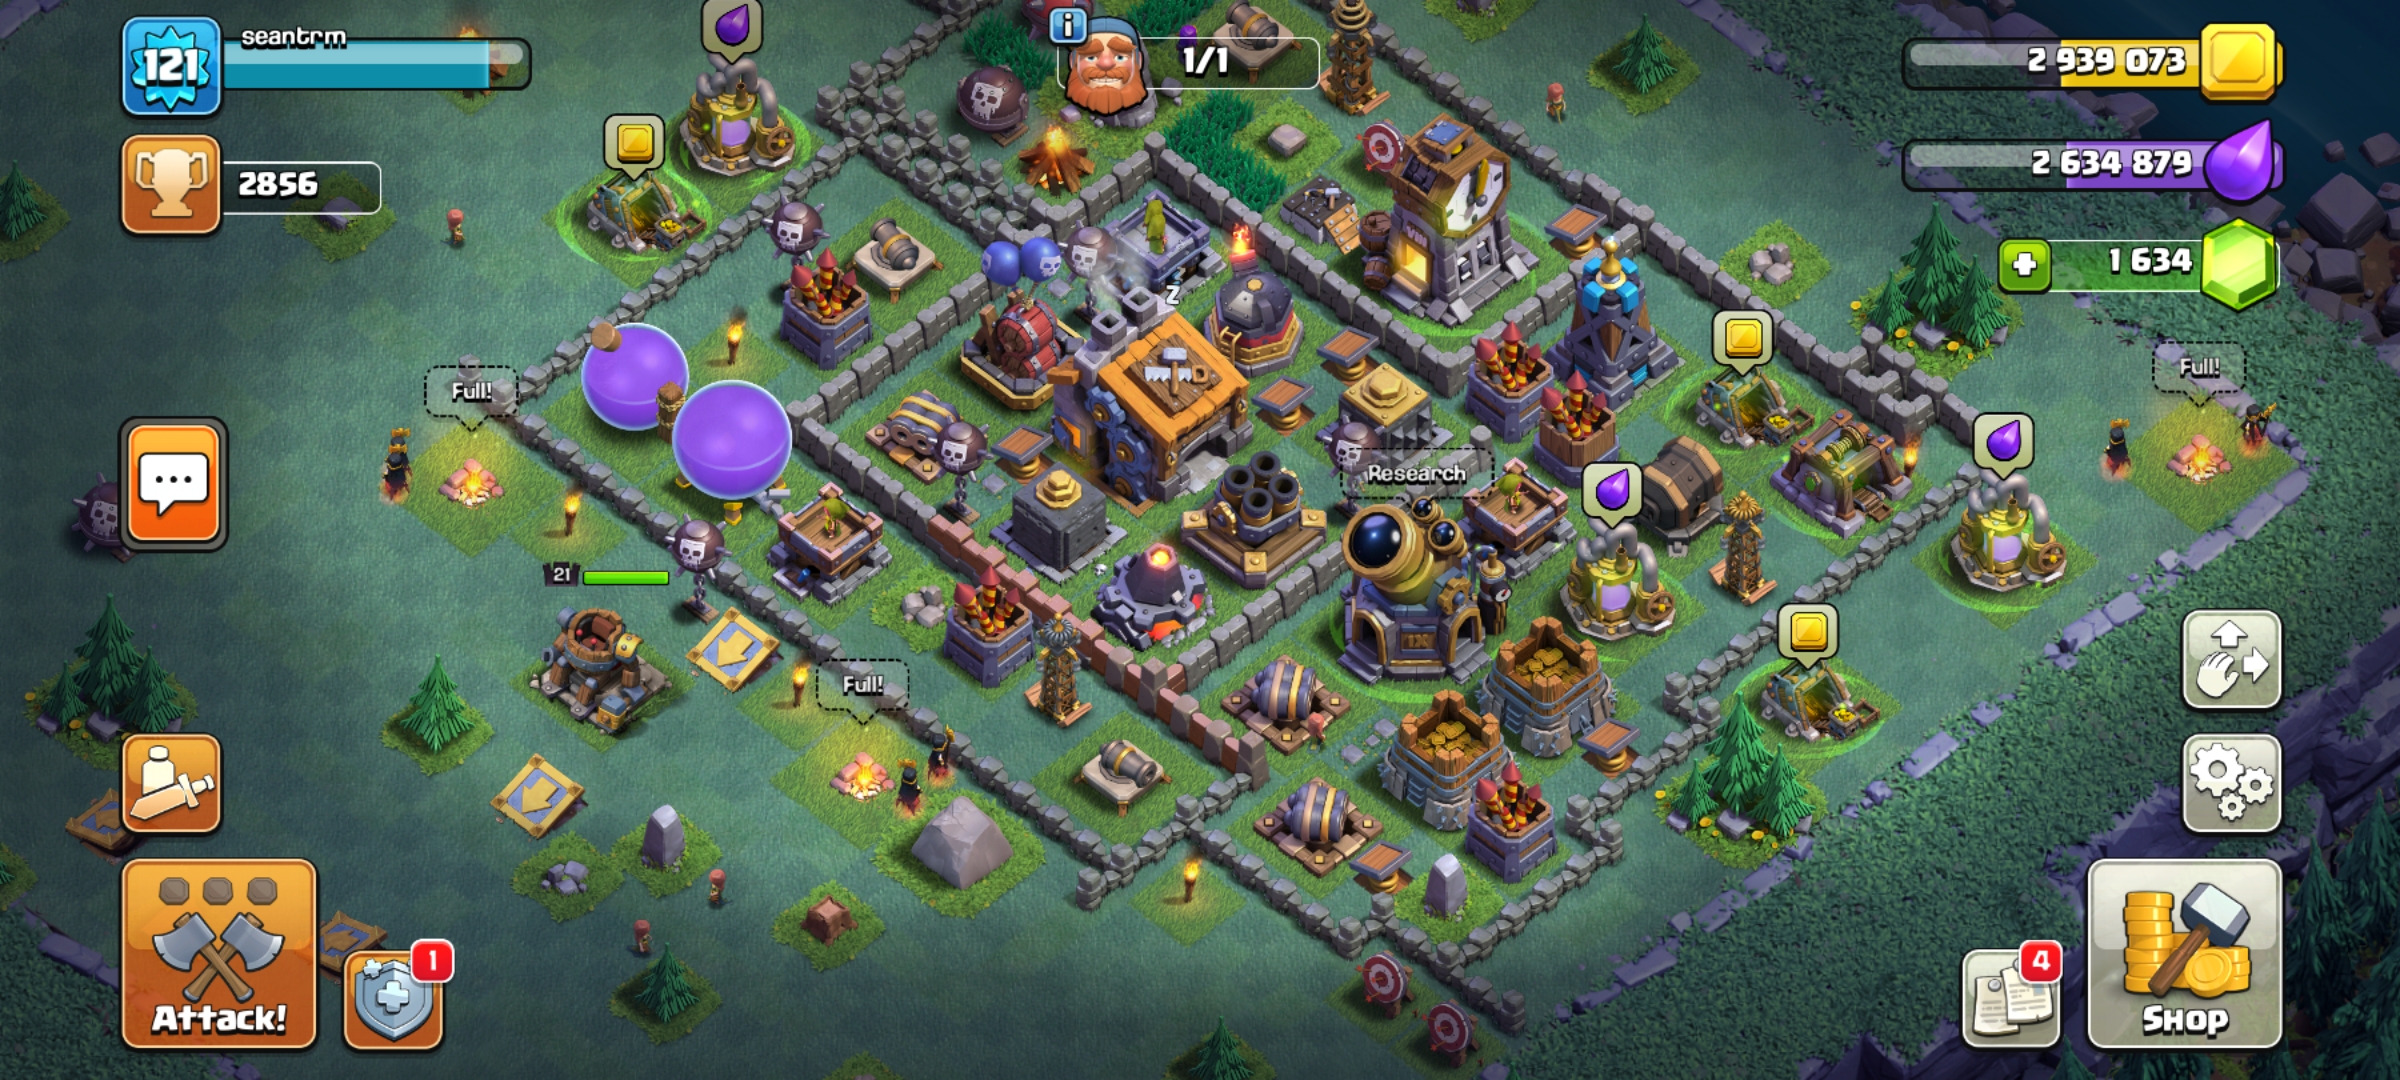 121
seantrm
1/1
2 939 073
2856
2 634 879
1 634
Full!
Full!
Research
21
Full!
Attack!
1
4
Shop